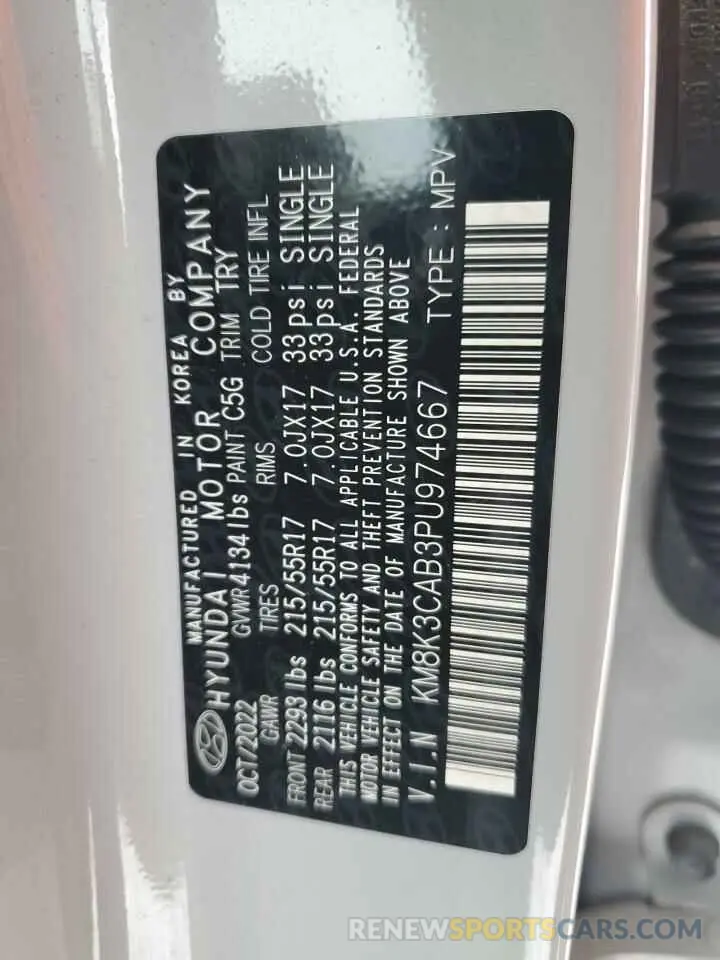 MANUFACTURED IN KOREA BY
HYUNDAI MOTOR COMPANY
OCT/2022 GVWR 4134 lbs PAINT C5G TRIM TRY
GAWR TIRES RIMS COLD TIRE INFL
FRONT 2293 lbs 215/55R17 7.0JX17 33psi SINGLE
REAR 2116 lbs 215/55R17 7.0JX17 33psi SINGLE
THIS VEHICLE CONFORMS TO ALL APPLICABLE U.S.A. FEDERAL
MOTOR VEHICLE SAFETY AND THEFT PREVENTION STANDARDS
IN EFFECT ON THE DATE OF MANUFACTURE SHOWN ABOVE
V.I.N KM8K3CAB3PU974667 TYPE : MPV
RENEWSPORTSCARS.COM